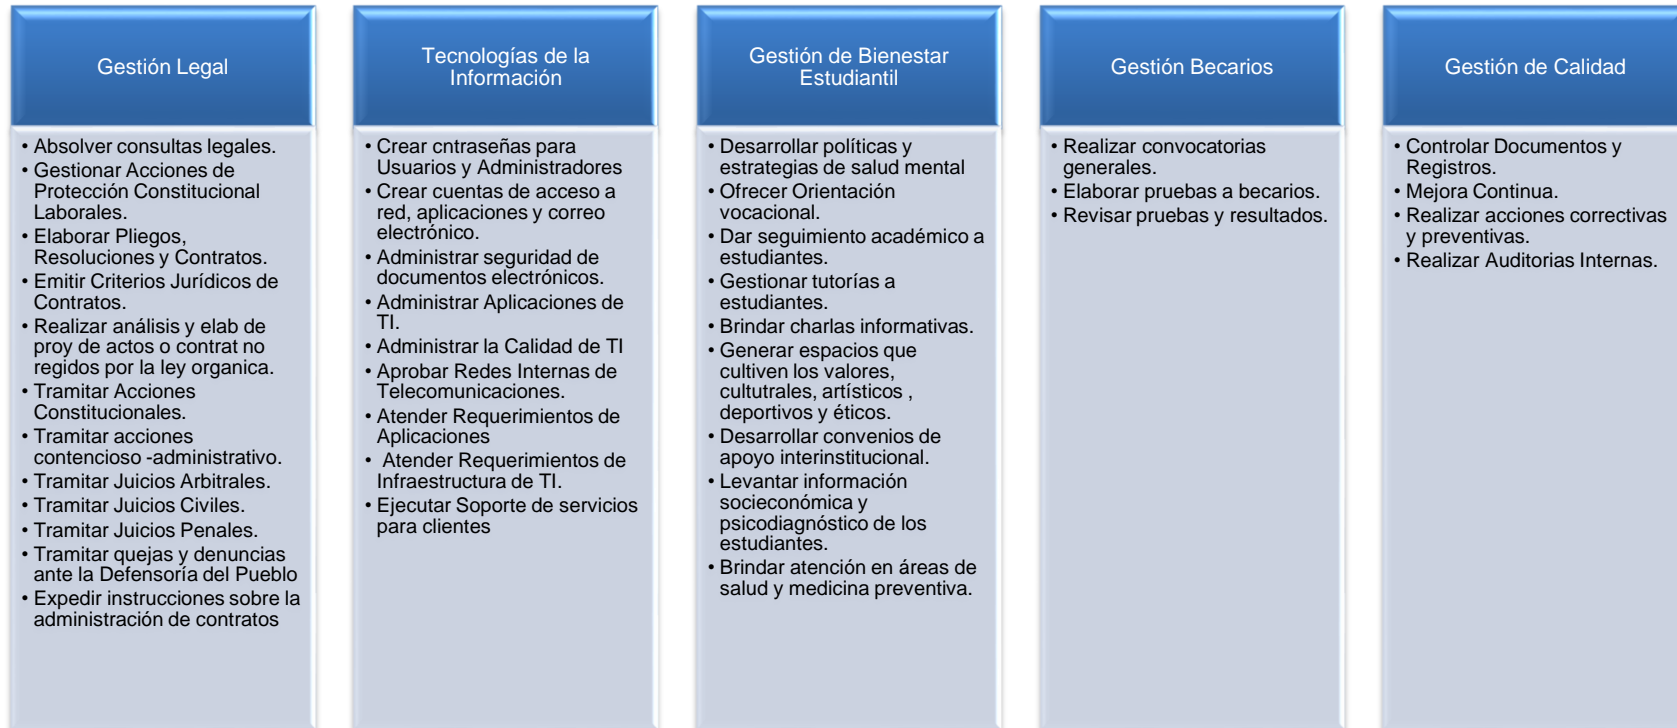 Gestión Legal
• Absolver consultas legales.
• Gestionar Acciones de
Protección Constitucional
Laborales.
• Elaborar Pliegos,
Resoluciones y Contratos.
• Emitir Criterios Jurídicos de
Contratos.
• Realizar análisis y elab de
proy de actos o contrat no
regidos por la ley organica.
• Tramitar Acciones
Constitucionales.
• Tramitar acciones
contencioso -administrativo.
• Tramitar Juicios Arbitrales.
• Tramitar Juicios Civiles.
• Tramitar Juicios Penales.
• Tramitar quejas y denuncias
ante la Defensoría del Pueblo
• Expedir instrucciones sobre la
administración de contratos
Tecnologías de la
Información
• Crear cntraseñas para
Usuarios y Administradores
• Crear cuentas de acceso a
red, aplicaciones y correo
electrónico.
• Administrar seguridad de
documentos electrónicos.
• Administrar Aplicaciones de
TI.
• Administrar la Calidad de TI
• Aprobar Redes Internas de
Telecomunicaciones.
• Atender Requerimientos de
Aplicaciones
• Atender Requerimientos de
Infraestructura de TI.
• Ejecutar Soporte de servicios
para clientes
Gestión de Bienestar
Estudiantil
• Desarrollar políticas y
estrategias de salud mental
• Ofrecer Orientación
vocacional.
• Dar seguimiento académico a
estudiantes.
• Gestionar tutorías a
estudiantes.
• Brindar charlas informativas.
• Generar espacios que
cultiven los valores,
cultutrales, artísticos ,
deportivos y éticos.
• Desarrollar convenios de
apoyo interinstitucional.
• Levantar información
socieconómica y
psicodiagnóstico de los
estudiantes.
• Brindar atención en áreas de
salud y medicina preventiva.
Gestión Becarios
• Realizar convocatorias
generales.
• Elaborar pruebas a becarios.
• Revisar pruebas y resultados.
Gestión de Calidad
• Controlar Documentos y
Registros.
• Mejora Continua.
• Realizar acciones correctivas
y preventivas.
• Realizar Auditorias Internas.